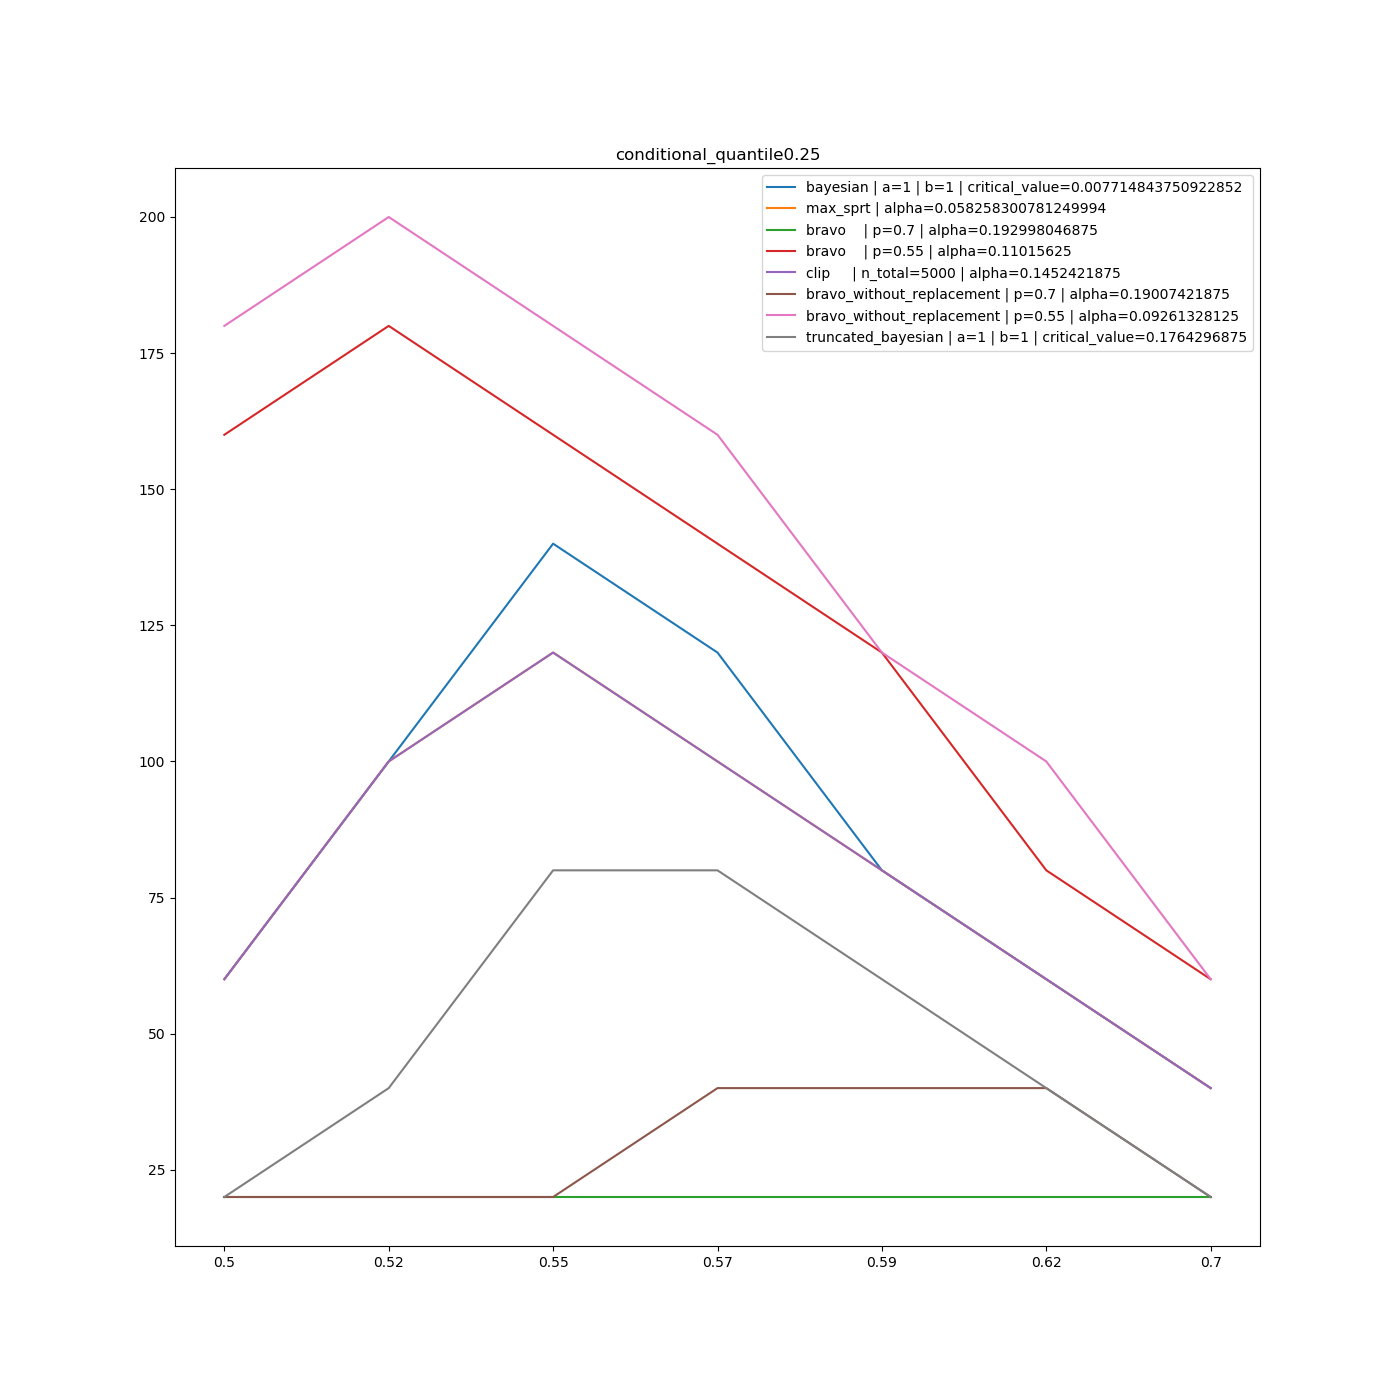 conditional_quantile0.25
bayesian | a=1 | b=1 | critical_value=0.007714843750922852
max_sprt | alpha=0.058258300781249994
bravo    | p=0.7 | alpha=0.192998046875
bravo    | p=0.55 | alpha=0.11015625
clip     | n_total=5000 | alpha=0.1452421875
bravo_without_replacement | p=0.7 | alpha=0.19007421875
bravo_without_replacement | p=0.55 | alpha=0.09261328125
truncated_bayesian | a=1 | b=1 | critical_value=0.1764296875
200
175
150
125
100
75
50
25
0.5 0.52 0.55 0.57 0.59 0.62 0.7